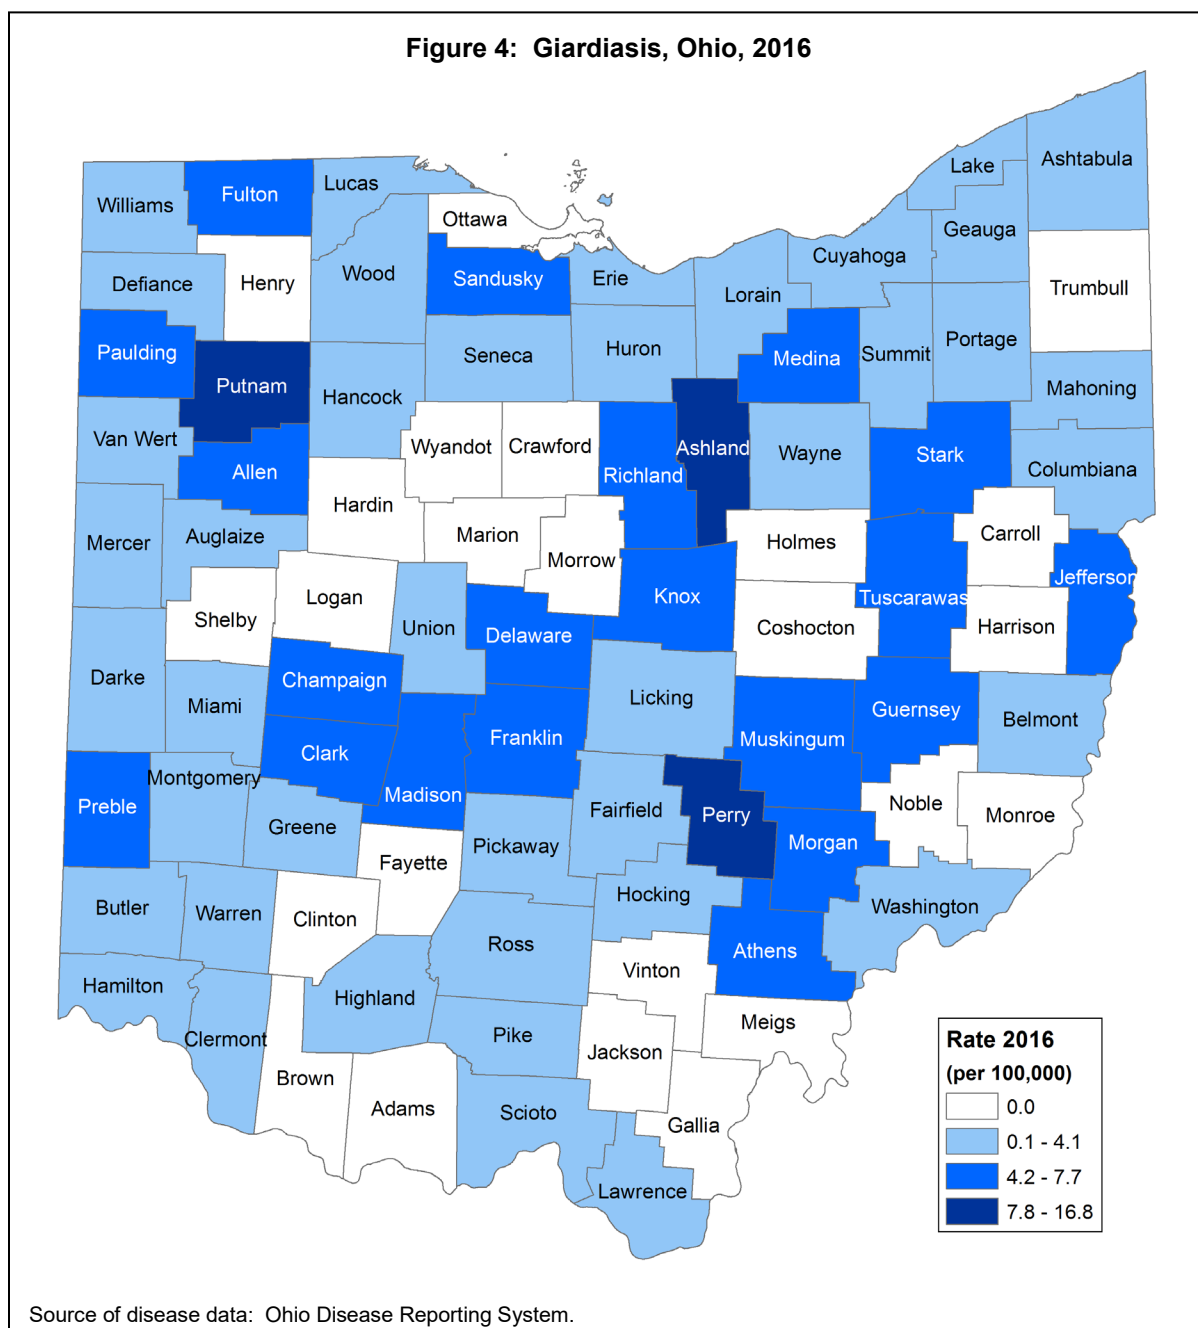 Figure 4:  Giardiasis, Ohio, 2016
Ashtabula
Lake
Lucas
Fulton
Williams
Ottawa
Geauga
Cuyahoga
Wood
Sandusky
Erie
Defiance
Henry
Lorain
Trumbull
Portage
Paulding
Seneca
Huron
Medina
Summit
Putnam
Mahoning
Hancock
Van Wert
Wyandot
Crawford
Ashland
Wayne
Stark
Allen
Richland
Columbiana
Hardin
Marion
Auglaize
Mercer
Holmes
Carroll
Morrow
Jefferson
Logan
Knox
Tuscarawas
Shelby
Union
Delaware
Coshocton
Harrison
Darke
Champaign
Miami
Licking
Guernsey
Belmont
Franklin
Muskingum
Clark
Montgomery
Madison
Preble
Noble
Fairfield
Perry
Monroe
Greene
Pickaway
Morgan
Fayette
Hocking
Butler
Warren
Washington
Clinton
Ross
Athens
Vinton
Hamilton
Highland
Meigs
Pike
Clermont
Jackson
Brown
Adams
Scioto
Gallia
Lawrence
Rate 2016
(per 100,000)
0.0
0.1 - 4.1
4.2 - 7.7
7.8 - 16.8
Source of disease data:  Ohio Disease Reporting System.